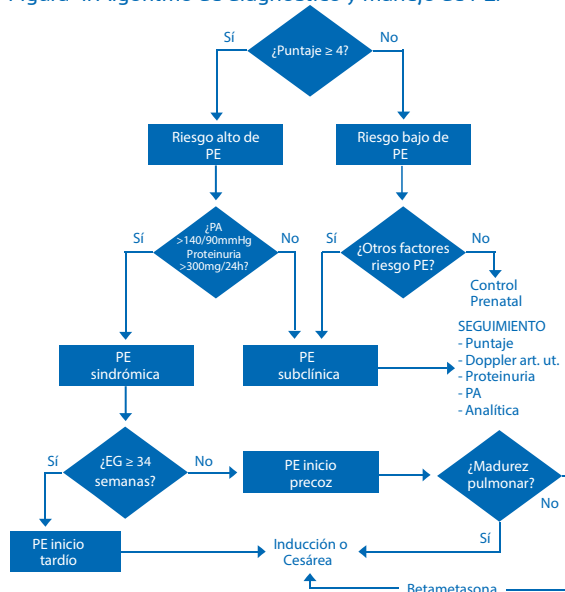 ¿Puntaje ≥ 4?
Sí
No
Riesgo alto de
PE
Riesgo bajo de
PE
¿PA
>140/90mmHg
Proteinuria
>300mg/24h?
Sí
No
¿Otros factores
riesgo PE?
Sí
No
Control
Prenatal
PE
sindrómica
PE
subclínica
SEGUIMIENTO
- Puntaje
- Doppler art. ut.
- Proteinuria
- PA
- Analítica
¿EG ≥ 34
semanas?
Sí
No
PE inicio
precoz
¿Madurez
pulmonar?
No
Sí
PE inicio
tardío
Inducción o
Cesárea
Betametasona